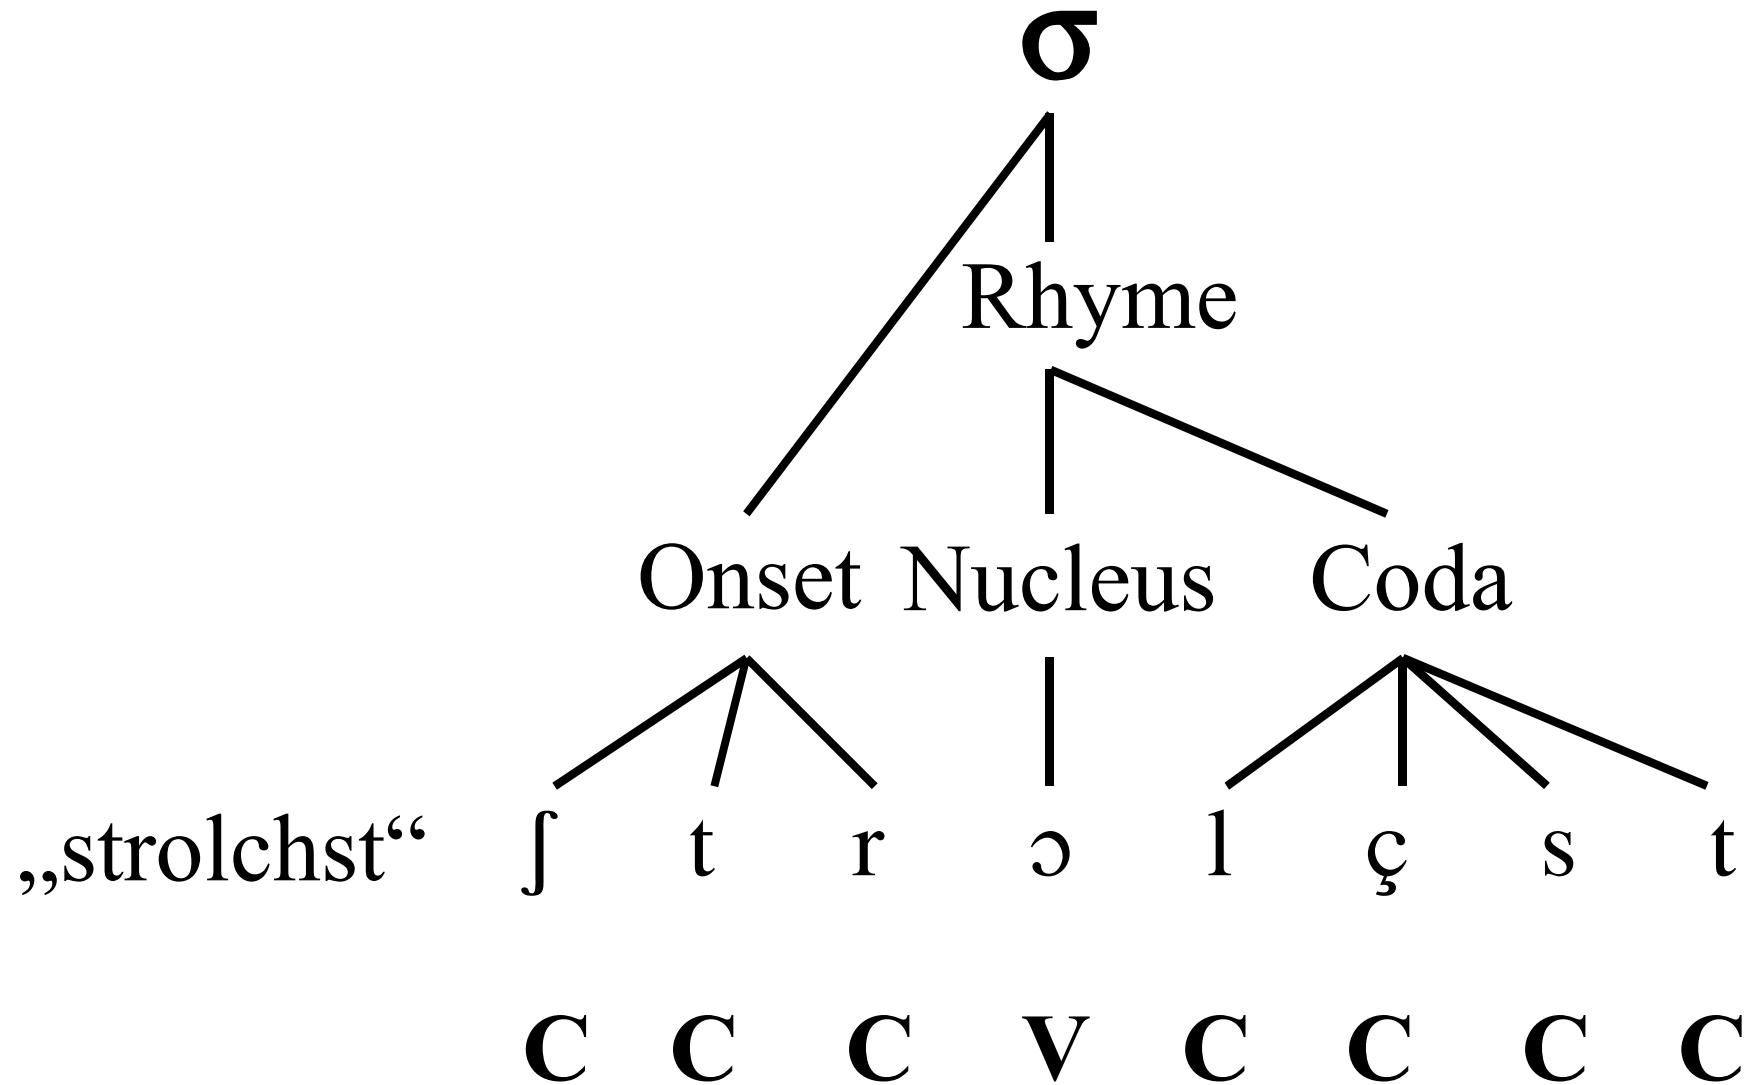 σ
Rhyme
Onset Nucleus Coda
„strolchst“ ʃ t r ɔ l ç s t
C C C V C C C C